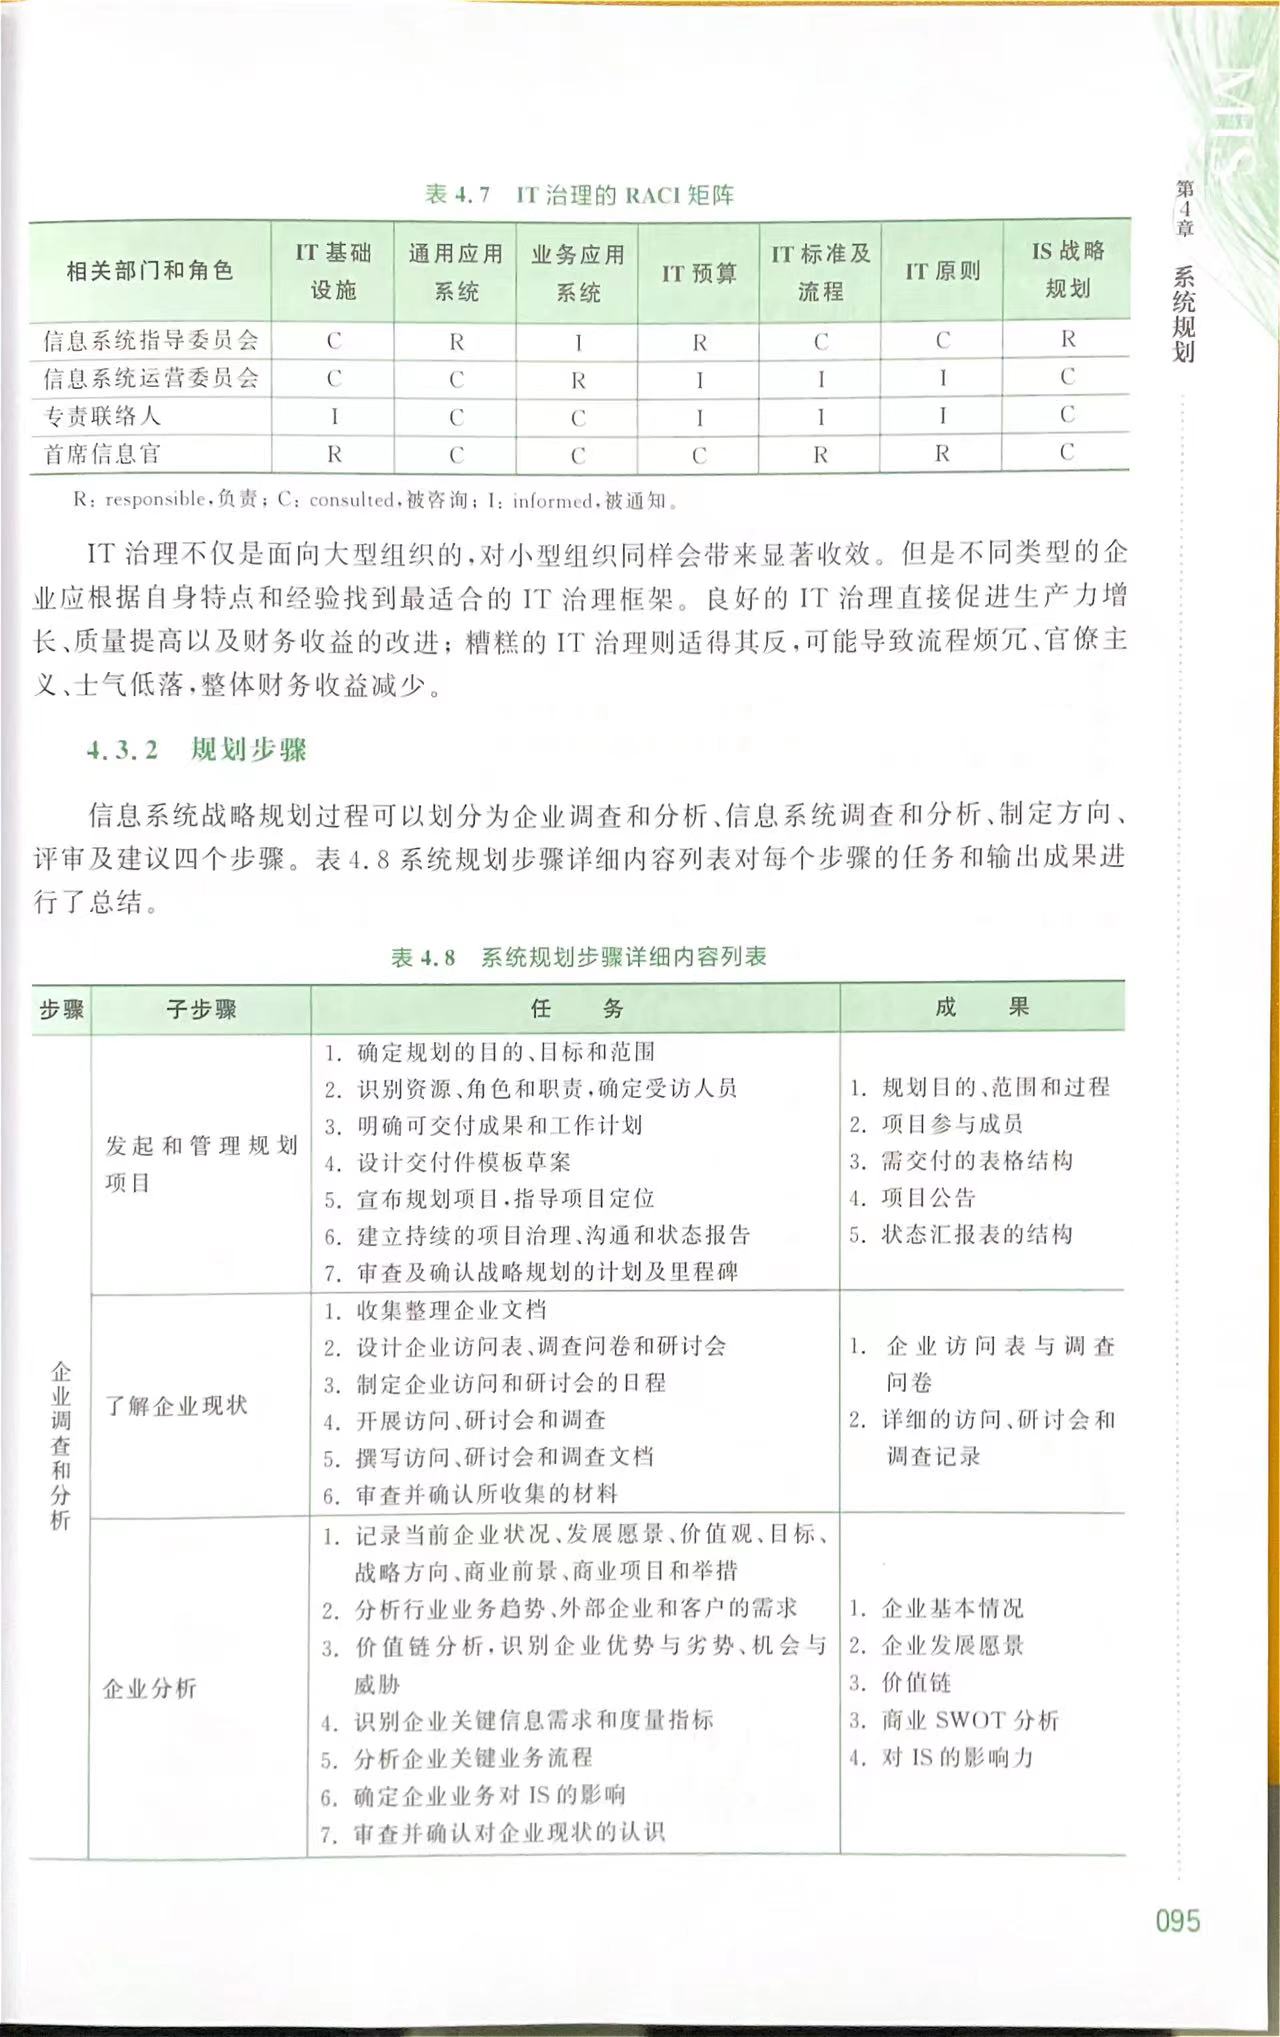 MIS
第4章 系统规划
表 4.7 IT 治理的 RACI 矩阵
相关部门和角色 IT 基础设施 通用应用系统 业务应用系统 IT 预算 IT 标准及流程 IT 原则 IS 战略规划
信息系统指导委员会 C R I R C C R
信息系统运营委员会 C C R I I I C
专责联络人 I C C I I I C
首席信息官 R C C C R R C
R: responsible,负责; C: consulted,被咨询; I: informed,被通知。
IT 治理不仅是面向大型组织的,对小型组织同样会带来显著收效。但是不同类型的企
业应根据自身特点和经验找到最适合的 IT 治理框架。良好的 IT 治理直接促进生产力增
长、质量提高以及财务收益的改进; 糟糕的 IT 治理则适得其反,可能导致流程烦冗、官僚主
义、士气低落,整体财务收益减少。
4.3.2 规划步骤
信息系统战略规划过程可以划分为企业调查和分析、信息系统调查和分析、制定方向、
评审及建议四个步骤。表 4.8 系统规划步骤详细内容列表对每个步骤的任务和输出成果进
行了总结。
表 4.8 系统规划步骤详细内容列表
步骤 子步骤 任 务 成 果
企业调查和分析
发起和管理规划
项目
1. 确定规划的目的、目标和范围
2. 识别资源、角色和职责,确定受访人员
3. 明确可交付成果和工作计划
4. 设计交付件模板草案
5. 宣布规划项目,指导项目定位
6. 建立持续的项目治理、沟通和状态报告
7. 审查及确认战略规划的计划及里程碑
1. 规划目的、范围和过程
2. 项目参与成员
3. 需交付的表格结构
4. 项目公告
5. 状态汇报表的结构
了解企业现状
1. 收集整理企业文档
2. 设计企业访问表、调查问卷和研讨会
3. 制定企业访问和研讨会的日程
4. 开展访问、研讨会和调查
5. 撰写访问、研讨会和调查文档
6. 审查并确认所收集的材料
1. 企业访问表与调查
问卷
2. 详细的访问、研讨会和
调查记录
企业分析
1. 记录当前企业状况、发展愿景、价值观、目标、
战略方向、商业前景、商业项目和举措
2. 分析行业业务趋势、外部企业和客户的需求
3. 价值链分析,识别企业优势与劣势、机会与
威胁
4. 识别企业关键信息需求和度量指标
5. 分析企业关键业务流程
6. 确定企业业务对 IS 的影响
7. 审查并确认对企业现状的认识
1. 企业基本情况
2. 企业发展愿景
3. 价值链
3. 商业 SWOT 分析
4. 对 IS 的影响力
095